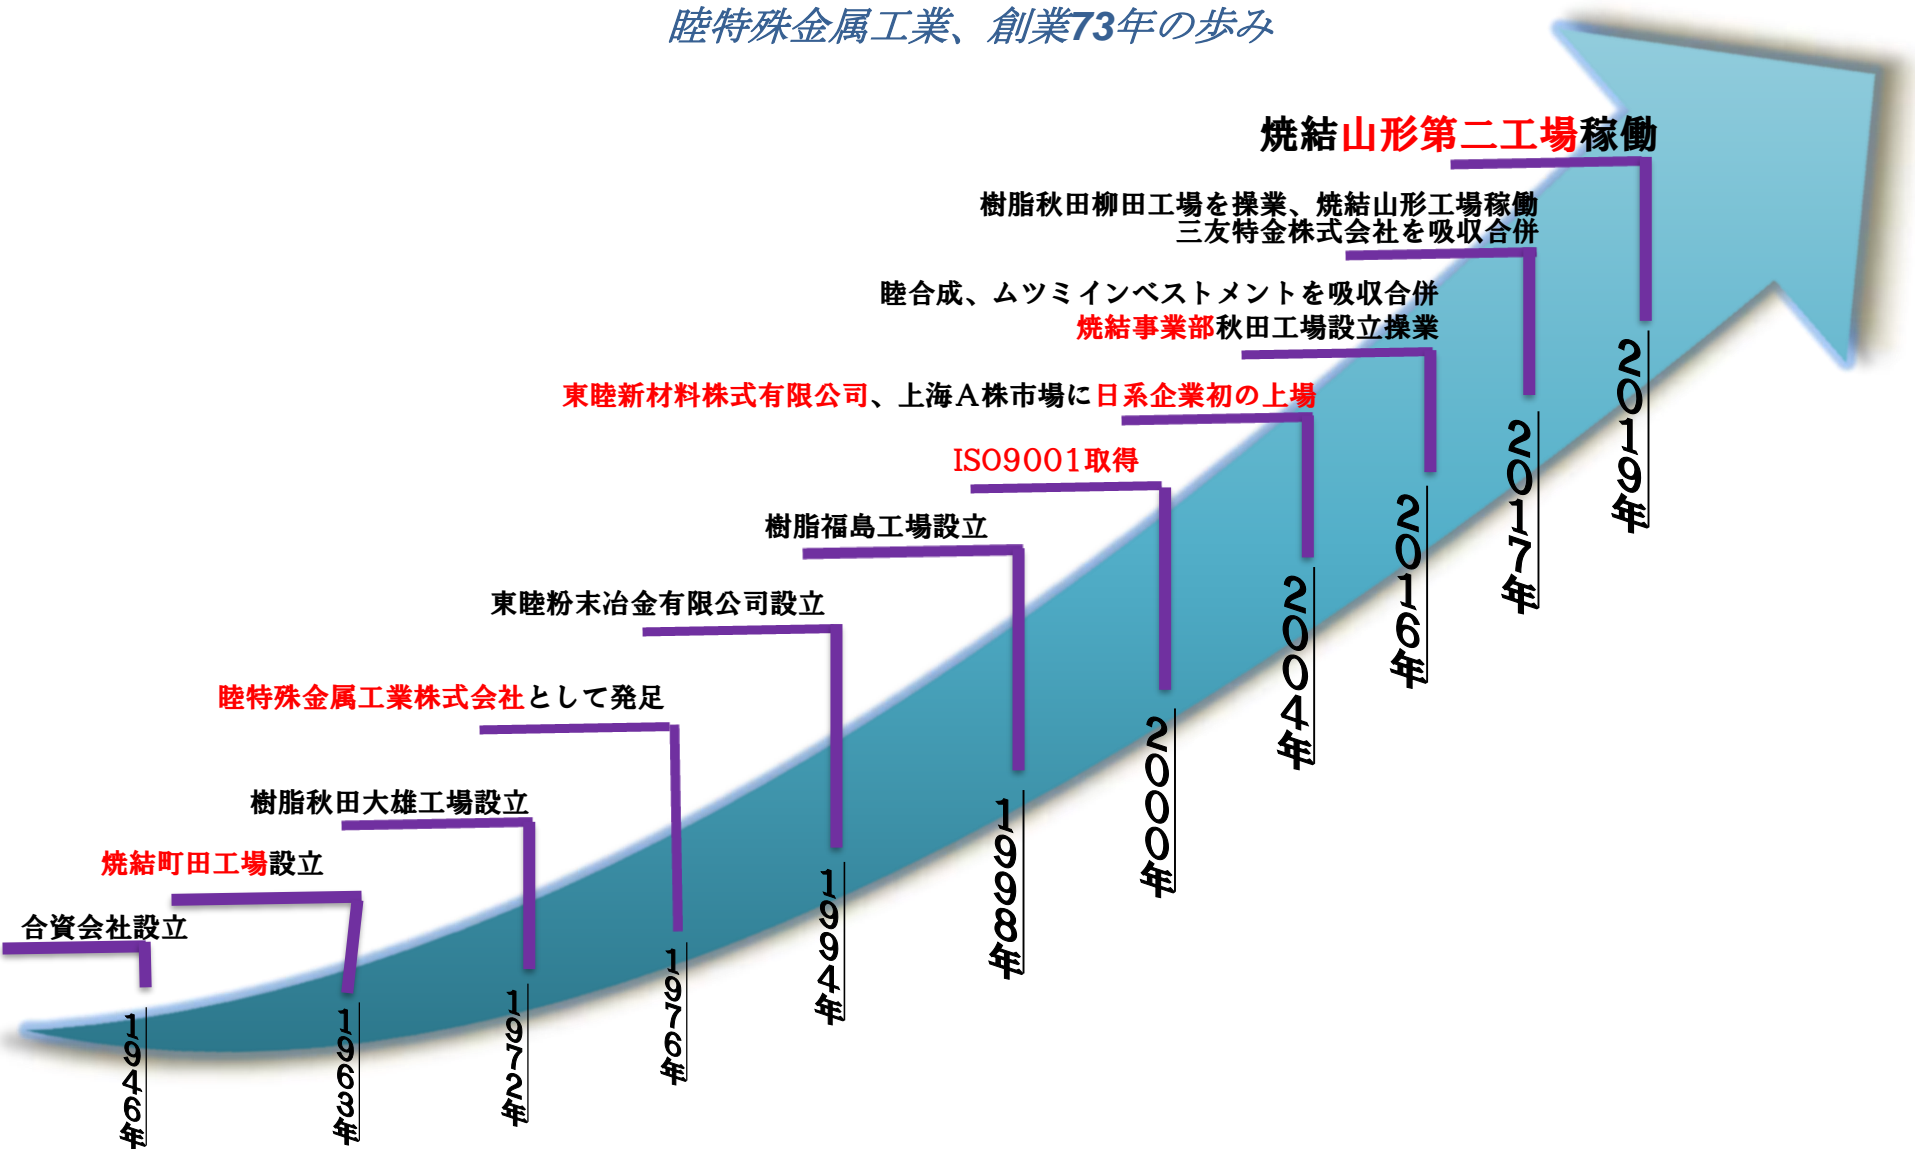 睦特殊金属工業、創業73年の歩み
焼結山形第二工場稼働
2019年
樹脂秋田柳田工場を操業、焼結山形工場稼働
三友特金株式会社を吸収合併
2017年
睦合成、ムツミインベストメントを吸収合併
焼結事業部秋田工場設立操業
2016年
東睦新材料株式有限公司、上海A株市場に日系企業初の上場
2004年
ISO9001取得
2000年
樹脂福島工場設立
1998年
東睦粉末冶金有限公司設立
1994年
睦特殊金属工業株式会社として発足
1976年
樹脂秋田大雄工場設立
1972年
焼結町田工場設立
1963年
合資会社設立
1946年